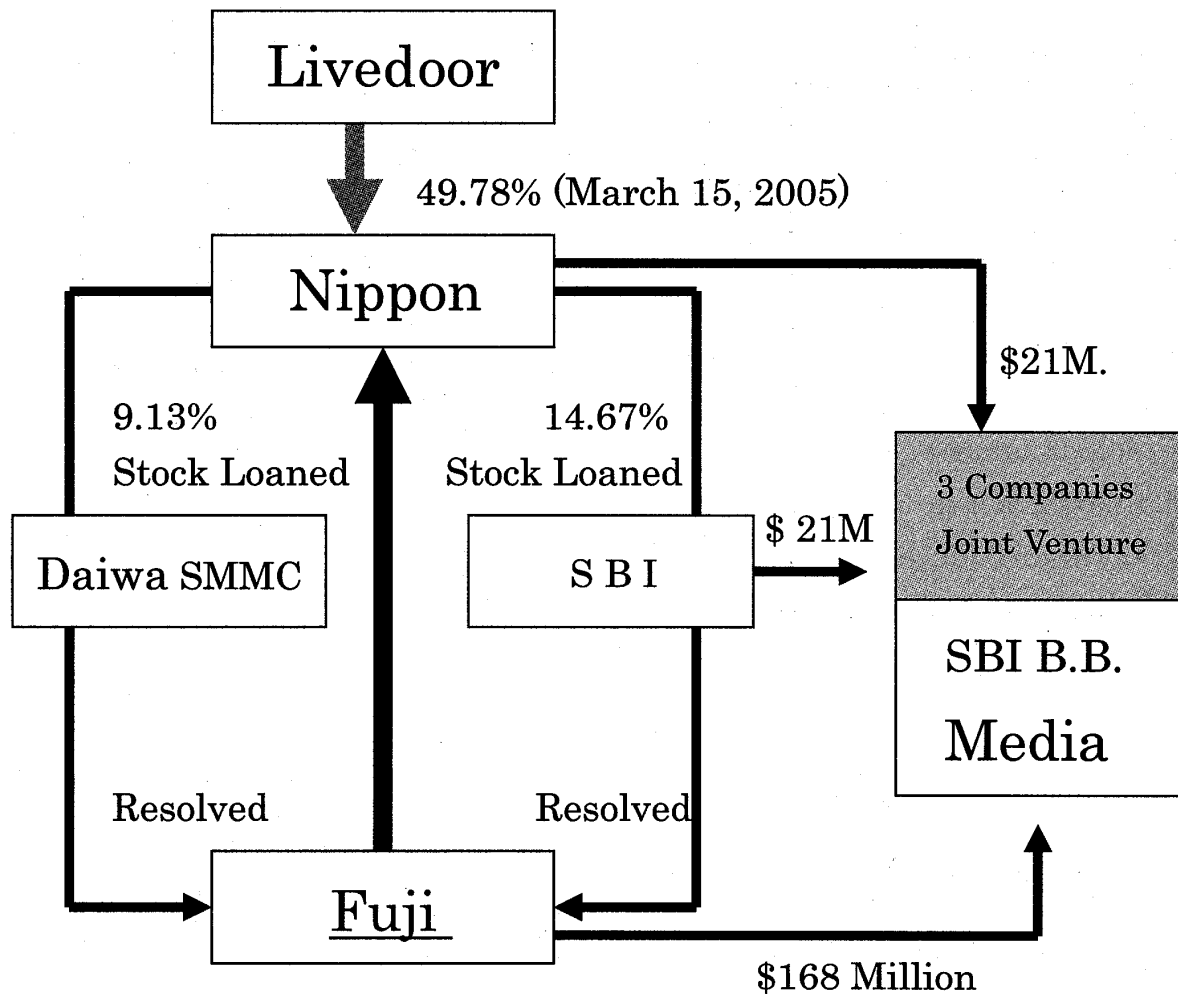 Livedoor
49.78% (March 15, 2005)
Nippon
$21M.
9.13%
Stock Loaned
14.67%
Stock Loaned
3 Companies
Joint Venture
$ 21M
Daiwa SMMC
S B I
SBI B.B.
Media
Resolved
Resolved
Fuji
$168 Million